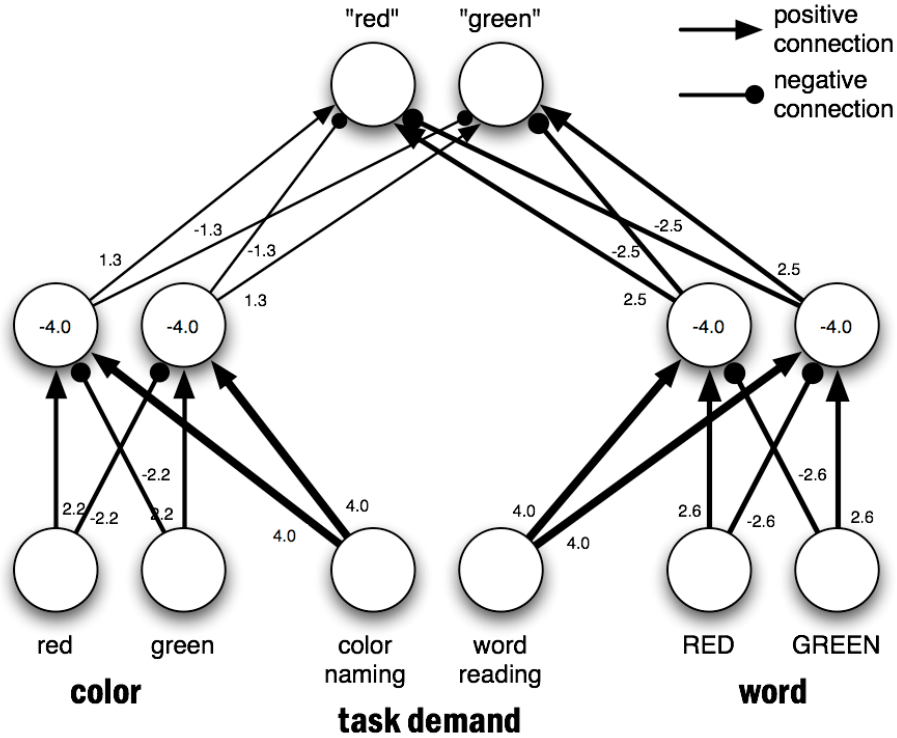 "red" "green"
positive
connection
negative
connection
-1.3
-2.5
1.3
-1.3
-2.5
2.5
1.3
2.5
-4.0 -4.0 -4.0 -4.0
-2.2
-2.6
2.2 -2.2 2.2
4.0
4.0
4.0
4.0
2.6 -2.6 2.6
red green color
naming word
reading RED GREEN
color
task demand
word